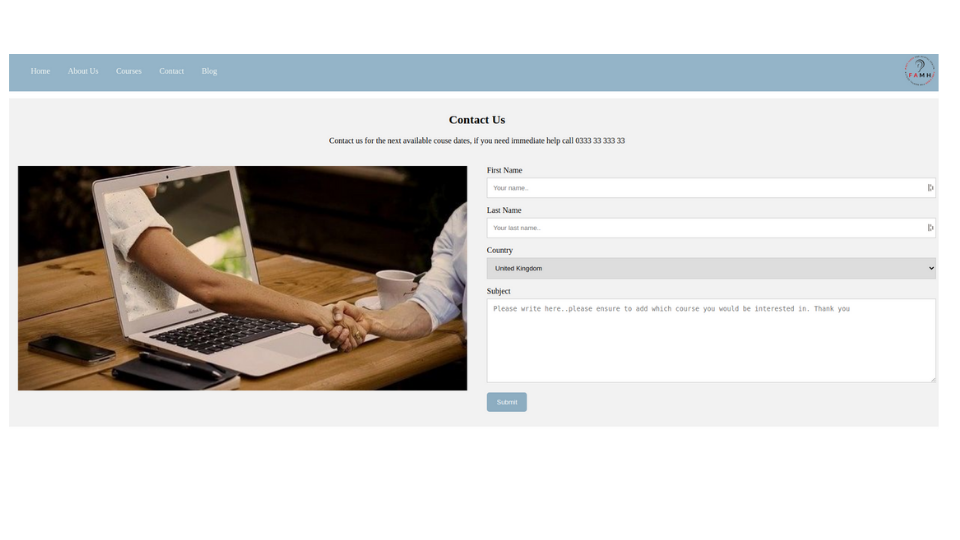 Home About Us Courses Contact Blog
FAMH
Contact Us
Contact us for the next available couse dates, if you need immediate help call 0333 33 333 33
First Name
Your name..
Last Name
Your last name..
Country
United Kingdom
Subject
Please write here..please ensure to add which course you would be interested in. Thank you
Submit